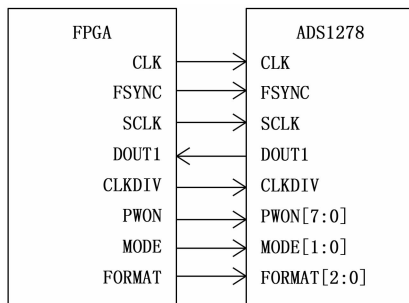 FPGA ADS1278
CLK CLK
FSYNC FSYNC
SCLK SCLK
DOUT1 DOUT1
CLKDIV CLKDIV
PWON PWON[7:0]
MODE MODE[1:0]
FORMAT FORMAT[2:0]